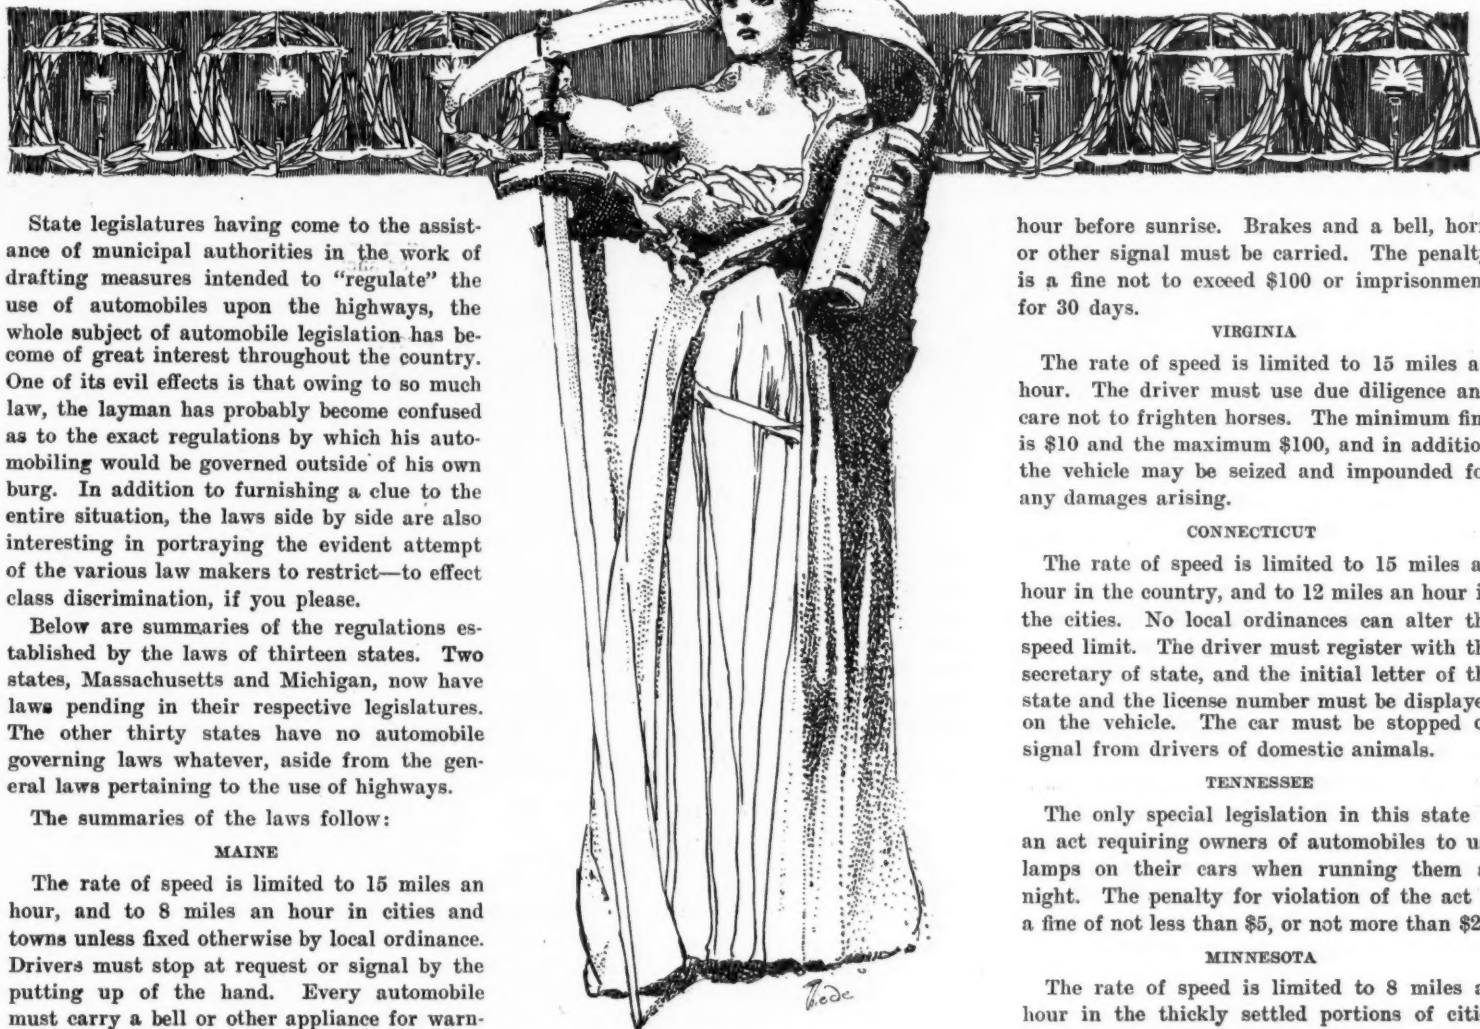 State legislatures having come to the assist-
ance of municipal authorities in the work of
drafting measures intended to “regulate” the
use of automobiles upon the highways, the
whole subject of automobile legislation has be-
come of great interest throughout the country.
One of its evil effects is that owing to so much
law, the layman has probably become confused
as to the exact regulations by which his auto-
mobiling would be governed outside of his own
burg. In addition to furnishing a clue to the
entire situation, the laws side by side are also
interesting in portraying the evident attempt
of the various law makers to restrict—to effect
class discrimination, if you please.
Below are summaries of the regulations es-
tablished by the laws of thirteen states. Two
states, Massachusetts and Michigan, now have
laws pending in their respective legislatures.
The other thirty states have no automobile
governing laws whatever, aside from the gen-
eral laws pertaining to the use of highways.
The summaries of the laws follow:
MAINE
The rate of speed is limited to 15 miles an
hour, and to 8 miles an hour in cities and
towns unless fixed otherwise by local ordinance.
Drivers must stop at request or signal by the
putting up of the hand. Every automobile
must carry a bell or other appliance for warn-
hour before sunrise. Brakes and a bell, horn
or other signal must be carried. The penalty
is a fine not to exceed $100 or imprisonmen
for 30 days.
VIRGINIA
The rate of speed is limited to 15 miles a
hour. The driver must use due diligence an
care not to frighten horses. The minimum fin
is $10 and the maximum $100, and in additio
the vehicle may be seized and impounded fo
any damages arising.
CONNECTICUT
The rate of speed is limited to 15 miles a
hour in the country, and to 12 miles an hour i
the cities. No local ordinances can alter th
speed limit. The driver must register with th
secretary of state, and the initial letter of th
state and the license number must be displaye
on the vehicle. The car must be stopped o
signal from drivers of domestic animals.
TENNESSEE
The only special legislation in this state
an act requiring owners of automobiles to u
lamps on their cars when running them a
night. The penalty for violation of the act
a fine of not less than $5, or not more than $2
MINNESOTA
The rate of speed is limited to 8 miles a
hour in the thickly settled portions of citi